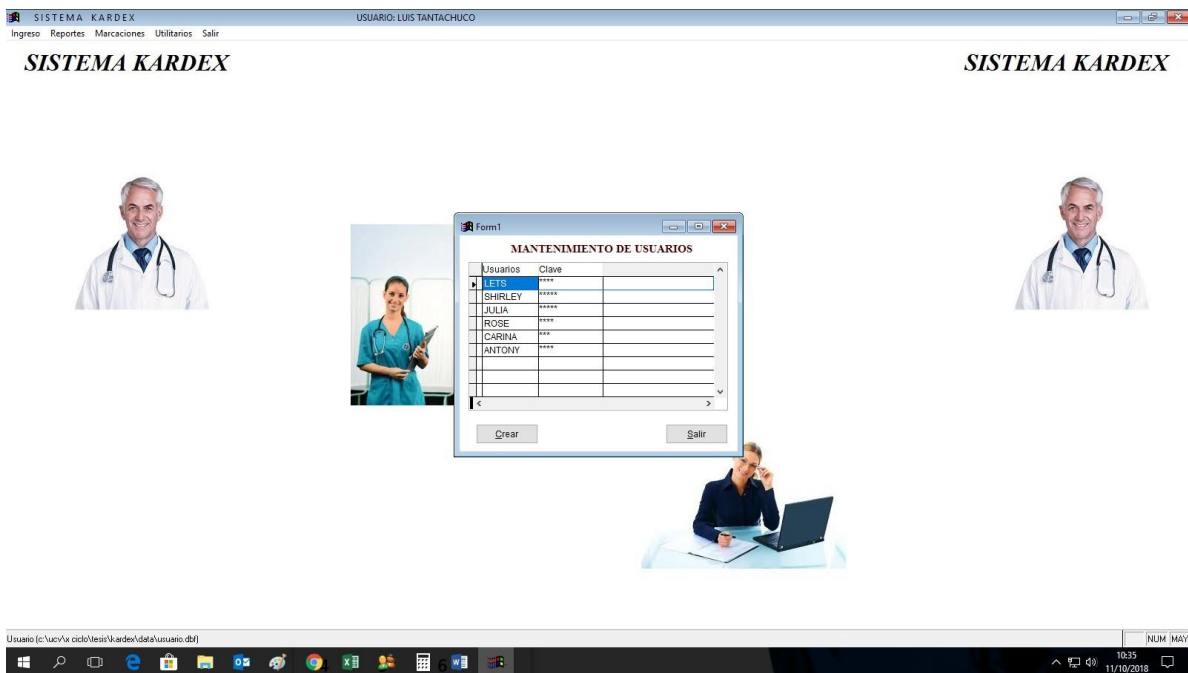 SISTEMA KARDEX USUARIO: LUIS TANTACHUCO
Ingreso Reportes Marcaciones Utilitarios Salir
SISTEMA KARDEX SISTEMA KARDEX
Form1
MANTENIMIENTO DE USUARIOS
Usuarios Clave
LETS ****
SHIRLEY *****
JULIA *****
ROSE ****
CARINA ***
ANTONY ****
Crear Salir
Usuario (c:\ucv\x ciclo\tesis\kardex\data\usuario.dbf) NUM MAY
6
10:35
11/10/2018